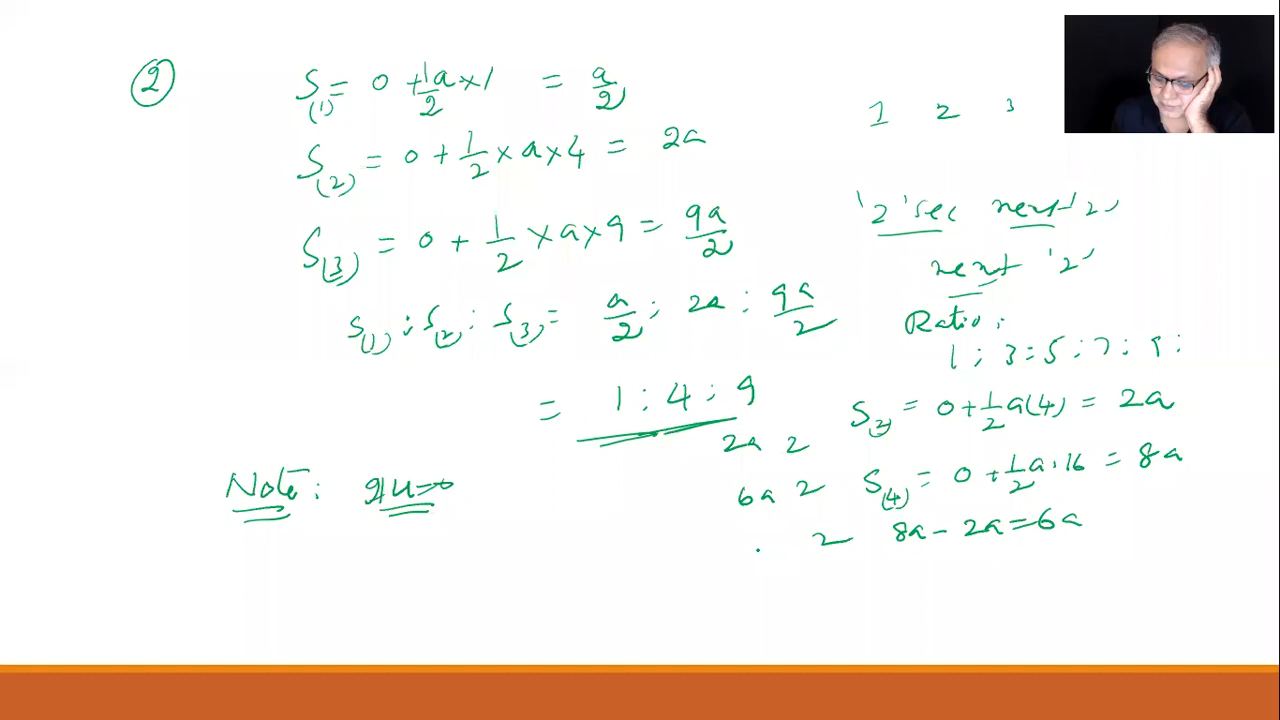 ② S(1) = 0 + 1/2 a × 1 = a/2
S(2) = 0 + 1/2 × a × 4 = 2a
S(3) = 0 + 1/2 × a × 9 = 9a/2
S(1) : S(2) : S(3) = a/2 : 2a : 9a/2
= 1 : 4 : 9
Note: If u=0
1 2 3
'2' sec next '2'
next '2'
Ratio :
1 : 3 : 5 : 7 : 9 :
S(2) = 0 + 1/2 a(4) = 2a
2a 2
S(4) = 0 + 1/2 a · 16 = 8a
6a 2
2 8a - 2a = 6a